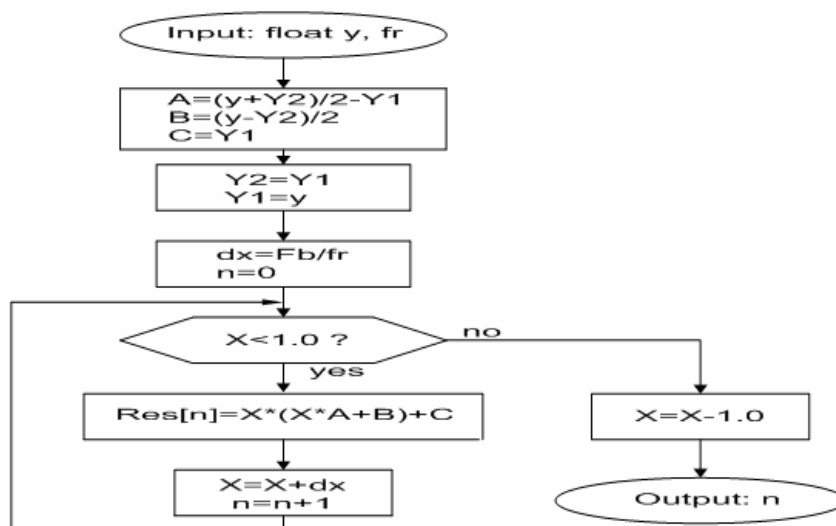 Input: float y, fr
A=(y+Y2)/2-Y1
B=(y-Y2)/2
C=Y1
Y2=Y1
Y1=y
dx=Fb/fr
n=0
X<1.0 ?
no
yes
Res[n]=X*(X*A+B)+C
X=X-1.0
X=X+dx
n=n+1
Output: n